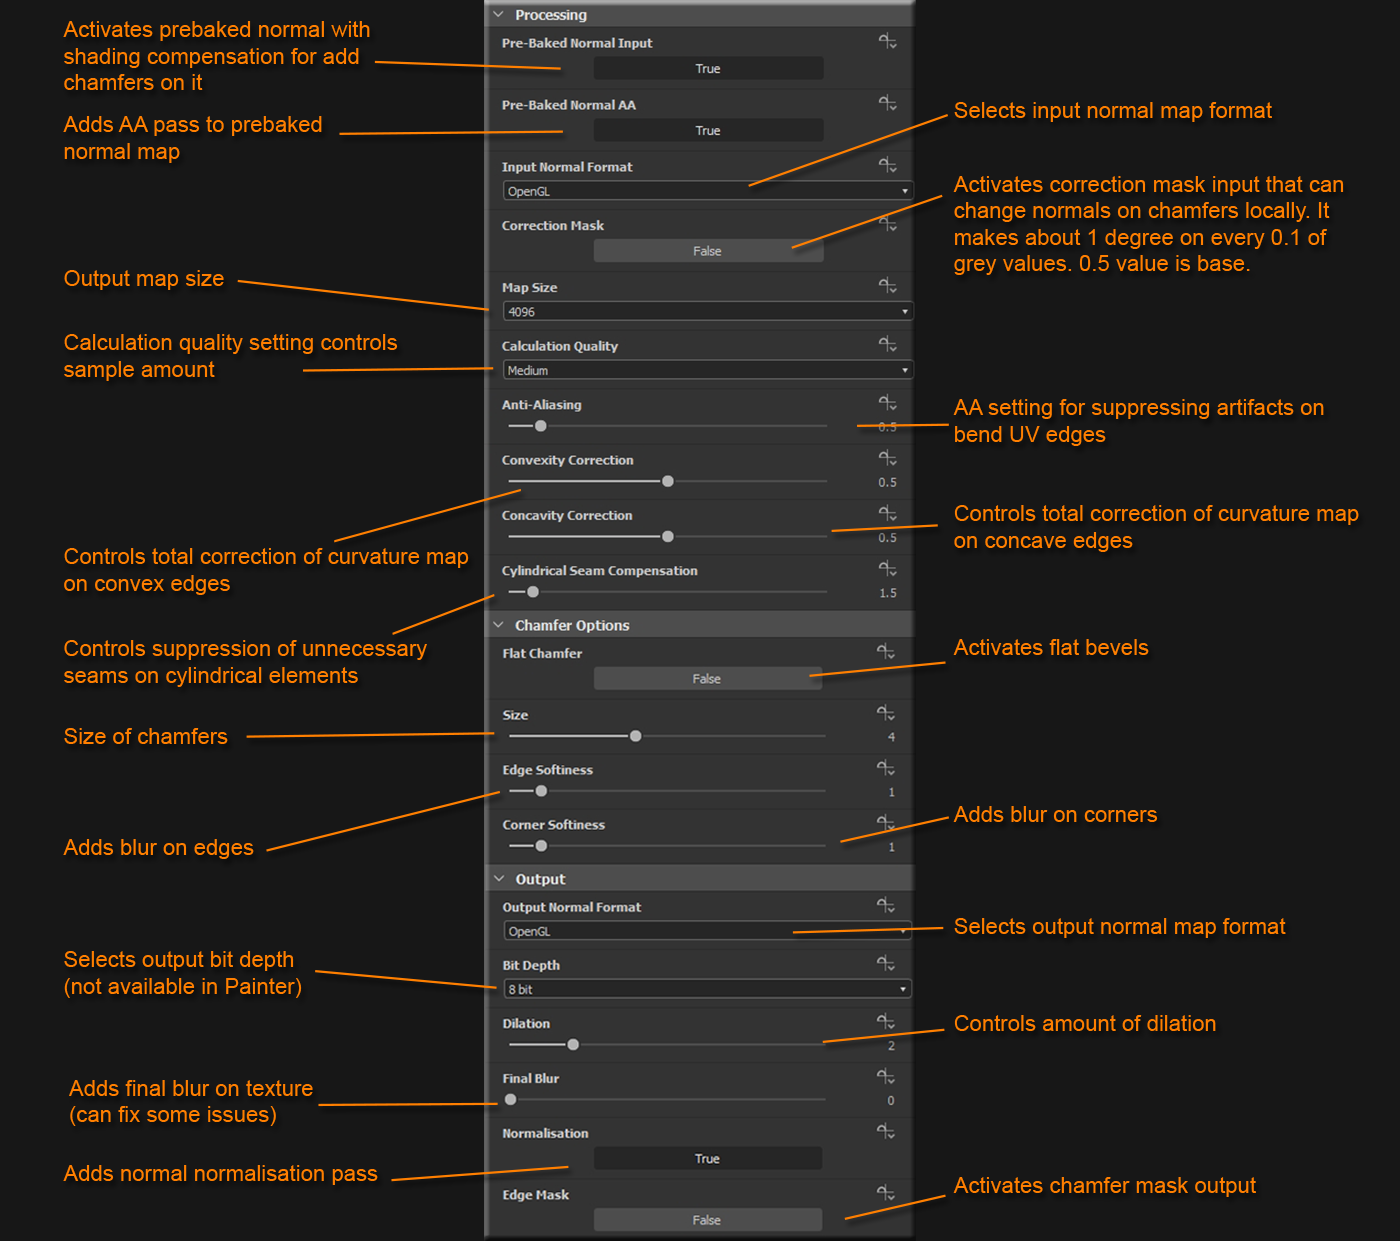 Activates prebaked normal with
shading compensation for add
chamfers on it
Adds AA pass to prebaked
normal map
Output map size
Calculation quality setting controls
sample amount
Controls total correction of curvature map
on convex edges
Controls suppression of unnecessary
seams on cylindrical elements
Size of chamfers
Adds blur on edges
Selects output bit depth
(not available in Painter)
Adds final blur on texture
(can fix some issues)
Adds normal normalisation pass
Processing
Pre-Baked Normal Input
True
Pre-Baked Normal AA
True
Input Normal Format
OpenGL
Correction Mask
False
Map Size
4096
Calculation Quality
Medium
Anti-Aliasing
0.5
Convexity Correction
0.5
Concavity Correction
0.5
Cylindrical Seam Compensation
1.5
Chamfer Options
Flat Chamfer
False
Size
4
Edge Softiness
1
Corner Softiness
1
Output
Output Normal Format
OpenGL
Bit Depth
8 bit
Dilation
2
Final Blur
0
Normalisation
True
Edge Mask
False
Selects input normal map format
Activates correction mask input that can
change normals on chamfers locally. It
makes about 1 degree on every 0.1 of
grey values. 0.5 value is base.
AA setting for suppressing artifacts on
bend UV edges
Controls total correction of curvature map
on concave edges
Activates flat bevels
Adds blur on corners
Selects output normal map format
Controls amount of dilation
Activates chamfer mask output